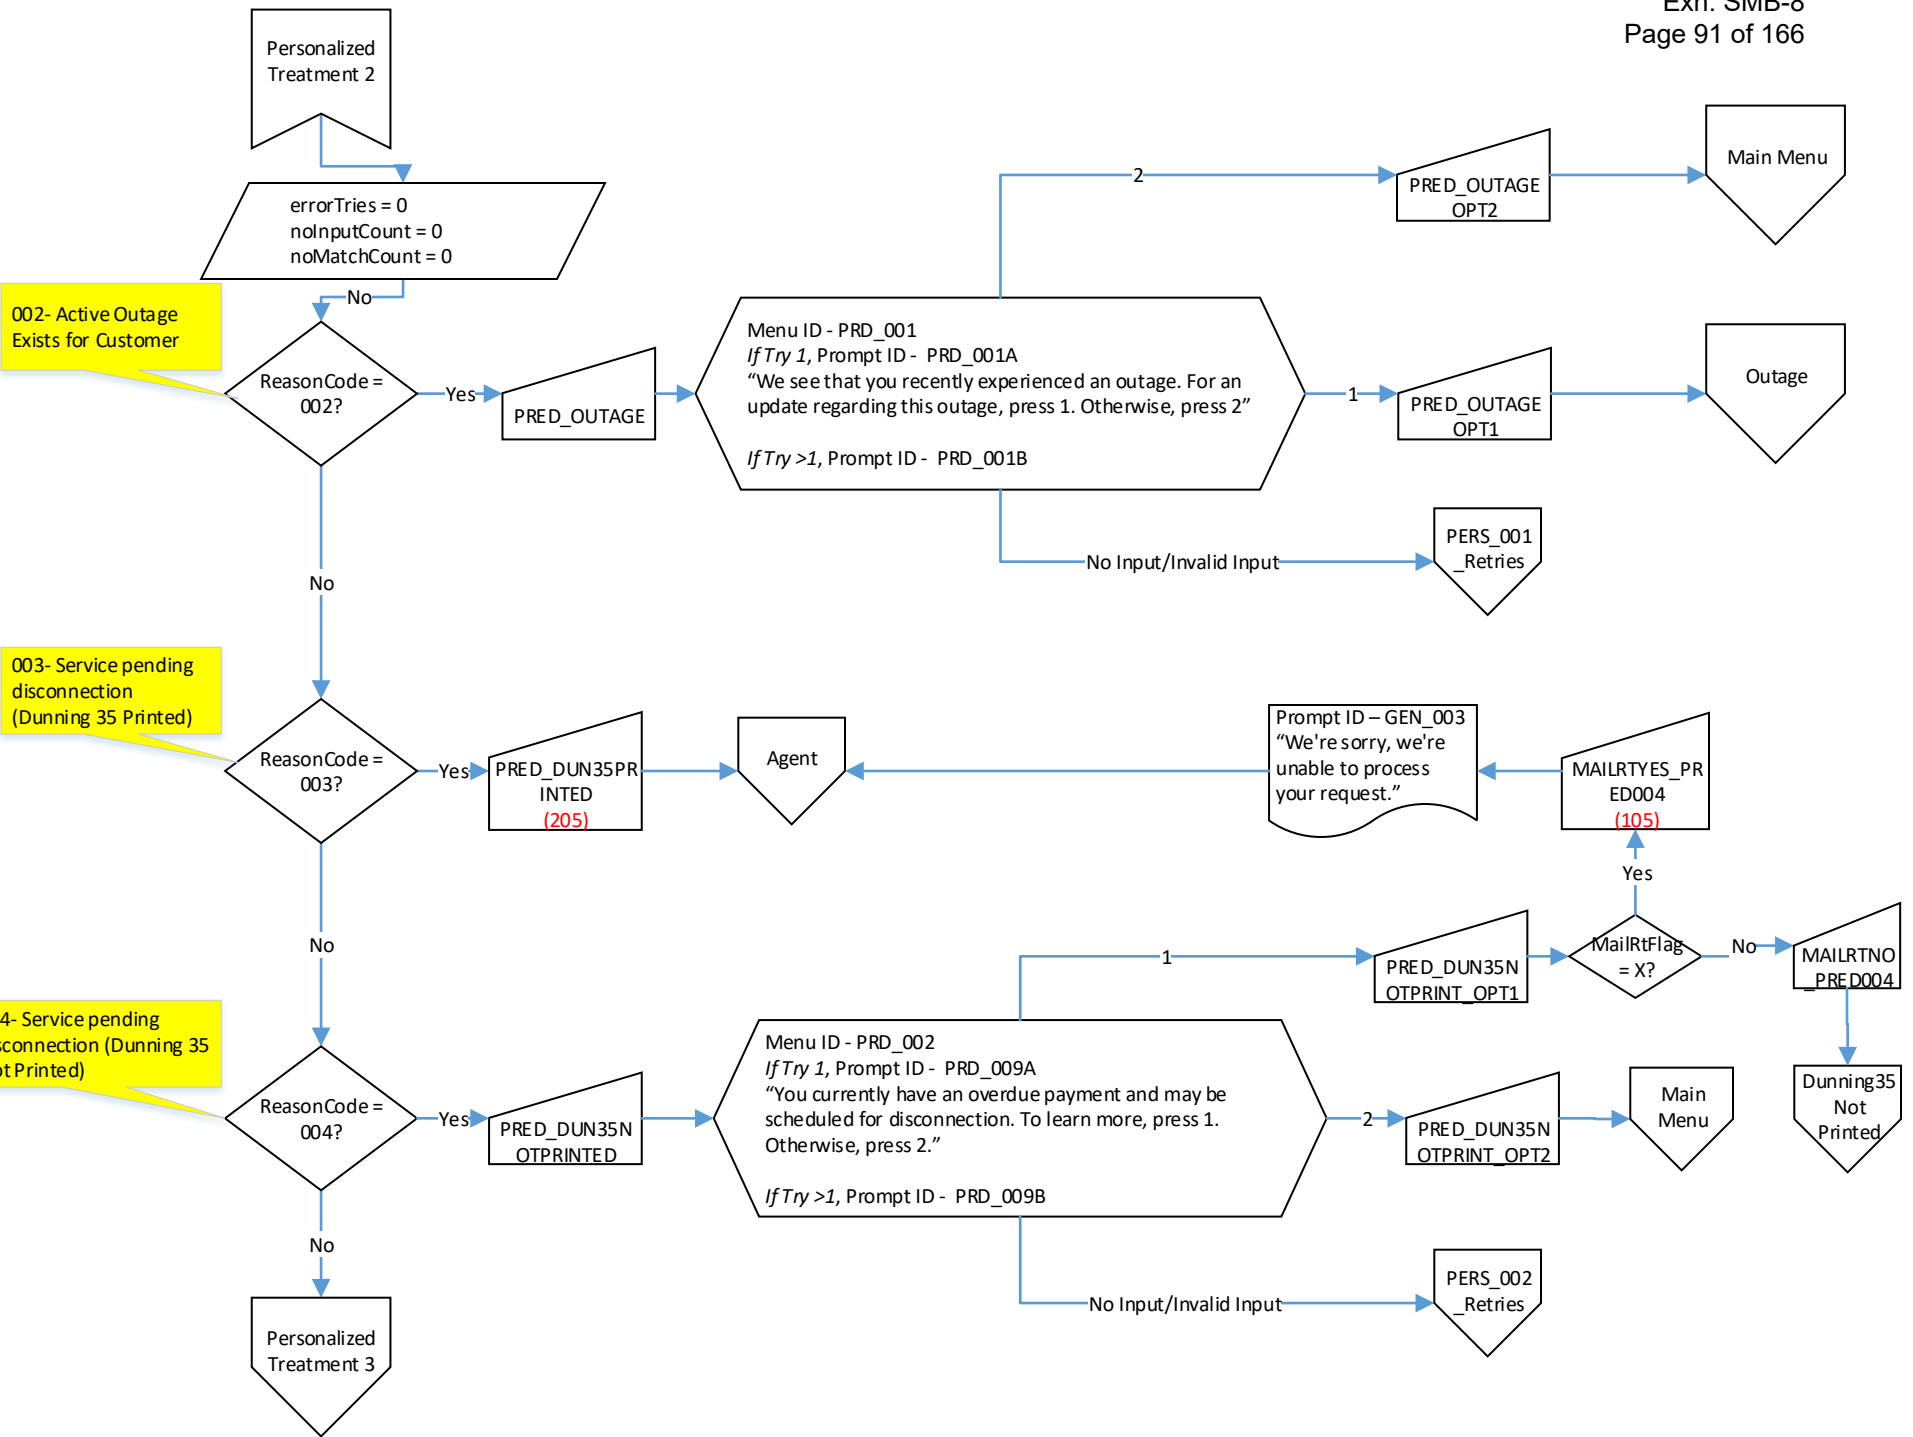 Exh. SMB-8
Page 91 of 166
Personalized
Treatment 2
errorTries = 0
noInputCount = 0
noMatchCount = 0
No
002- Active Outage
Exists for Customer
ReasonCode =
002?
Yes
PRED_OUTAGE
Menu ID - PRD_001
If Try 1, Prompt ID -  PRD_001A
“We see that you recently experienced an outage. For an
update regarding this outage, press 1. Otherwise, press 2”
If Try >1, Prompt ID -  PRD_001B
2
PRED_OUTAGE
OPT2
Main Menu
1
PRED_OUTAGE
OPT1
Outage
No Input/Invalid Input
PERS_001
_Retries
No
003- Service pending
disconnection
(Dunning 35 Printed)
ReasonCode =
003?
Yes
PRED_DUN35PR
INTED
(205)
Agent
Prompt ID – GEN_003
“We're sorry, we're
unable to process
your request.”
MAILRTYES_PR
ED004
(105)
Yes
MailRtFlag
= X?
No
MAILRTNO
_PRED004
Dunning35
Not
Printed
No
4- Service pending
sconnection (Dunning 35
ot Printed)
ReasonCode =
004?
Yes
PRED_DUN35N
OTPRINTED
Menu ID - PRD_002
If Try 1, Prompt ID -  PRD_009A
“You currently have an overdue payment and may be
scheduled for disconnection. To learn more, press 1.
Otherwise, press 2.”
If Try >1, Prompt ID -  PRD_009B
1
PRED_DUN35N
OTPRINT_OPT1
2
PRED_DUN35N
OTPRINT_OPT2
Main
Menu
No Input/Invalid Input
PERS_002
_Retries
No
Personalized
Treatment 3